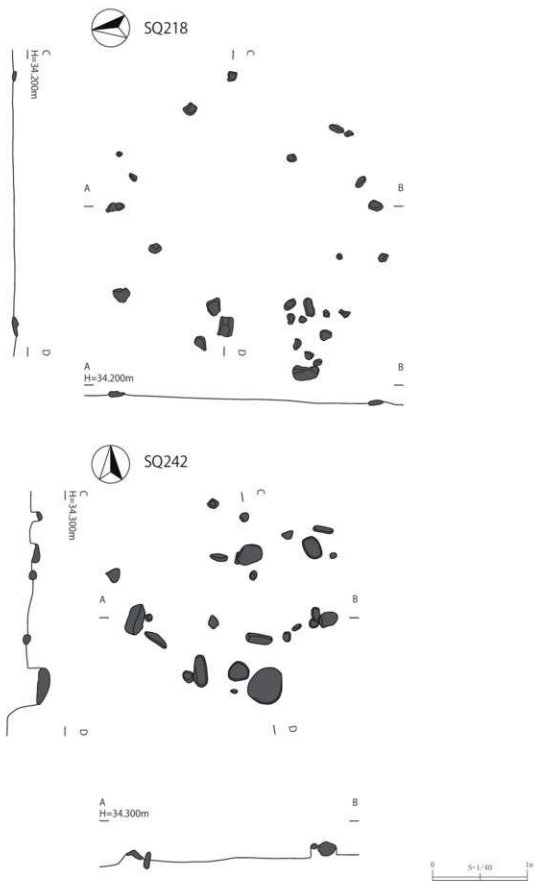 SQ218
C
H=34.200m
C
A
B
D
D
A
H=34.200m
B
SQ242
C
H=34.300m
C
A
B
D
D
A
H=34.300m
B
0
S=1/40
1m